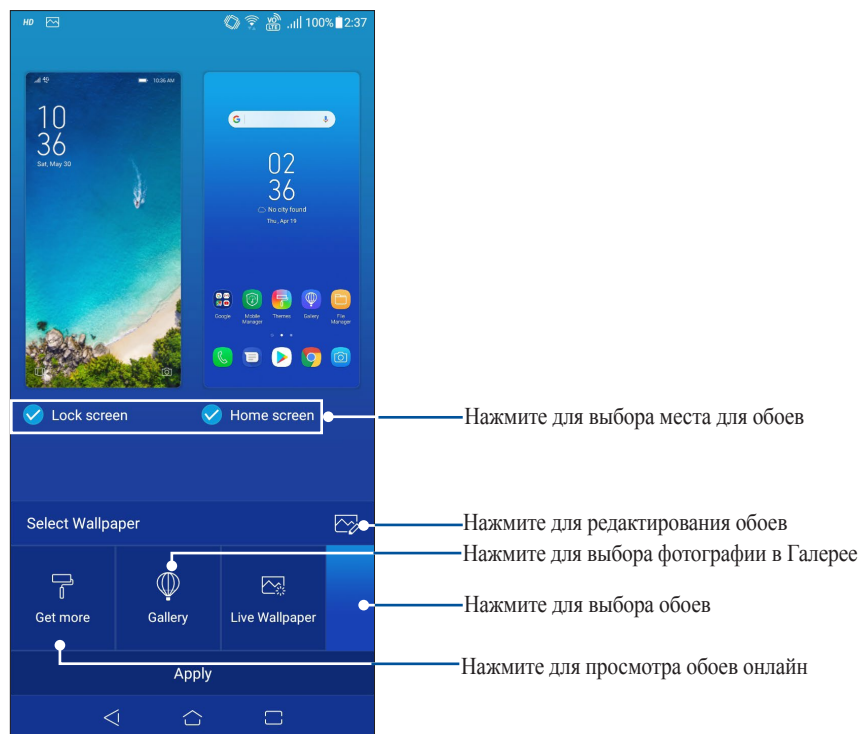 HD VO LTE 100% 2:37
4G 10:36 AM
10
36
Sat, May 30
G
02
36
No city found
Thu, Apr 19
Google Mobile Manager Themes Gallery File Manager
Lock screen Home screen
Нажмите для выбора места для обоев
Select Wallpaper
Нажмите для редактирования обоев
Нажмите для выбора фотографии в Галерее
Get more Gallery Live Wallpaper
Нажмите для выбора обоев
Нажмите для просмотра обоев онлайн
Apply